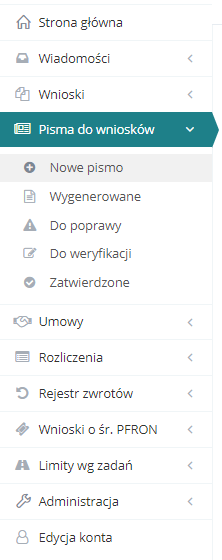 Strona główna
Wiadomości
Wnioski
Pisma do wniosków
Nowe pismo
Wygenerowane
Do poprawy
Do weryfikacji
Zatwierdzone
Umowy
Rozliczenia
Rejestr zwrotów
Wnioski o śr. PFRON
Limity wg zadań
Administracja
Edycja konta